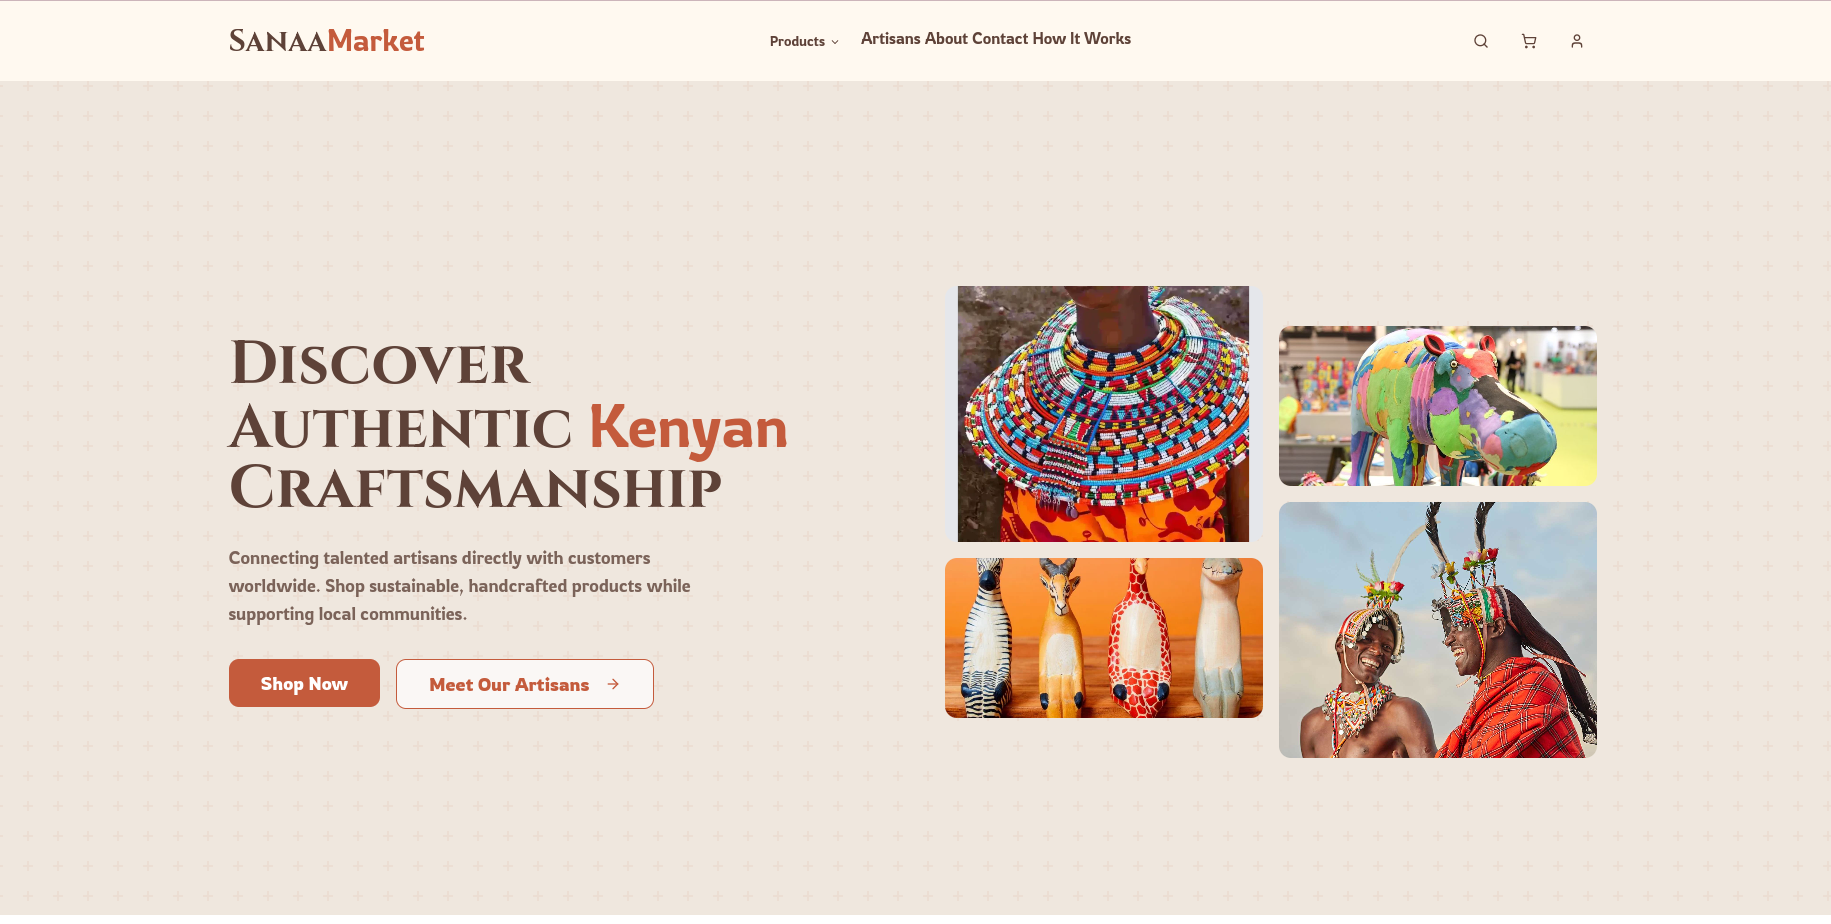 SanaaMarket
Products Artisans About Contact How It Works
Discover
Authentic Kenyan
Craftsmanship
Connecting talented artisans directly with customers
worldwide. Shop sustainable, handcrafted products while
supporting local communities.
Shop Now
Meet Our Artisans →